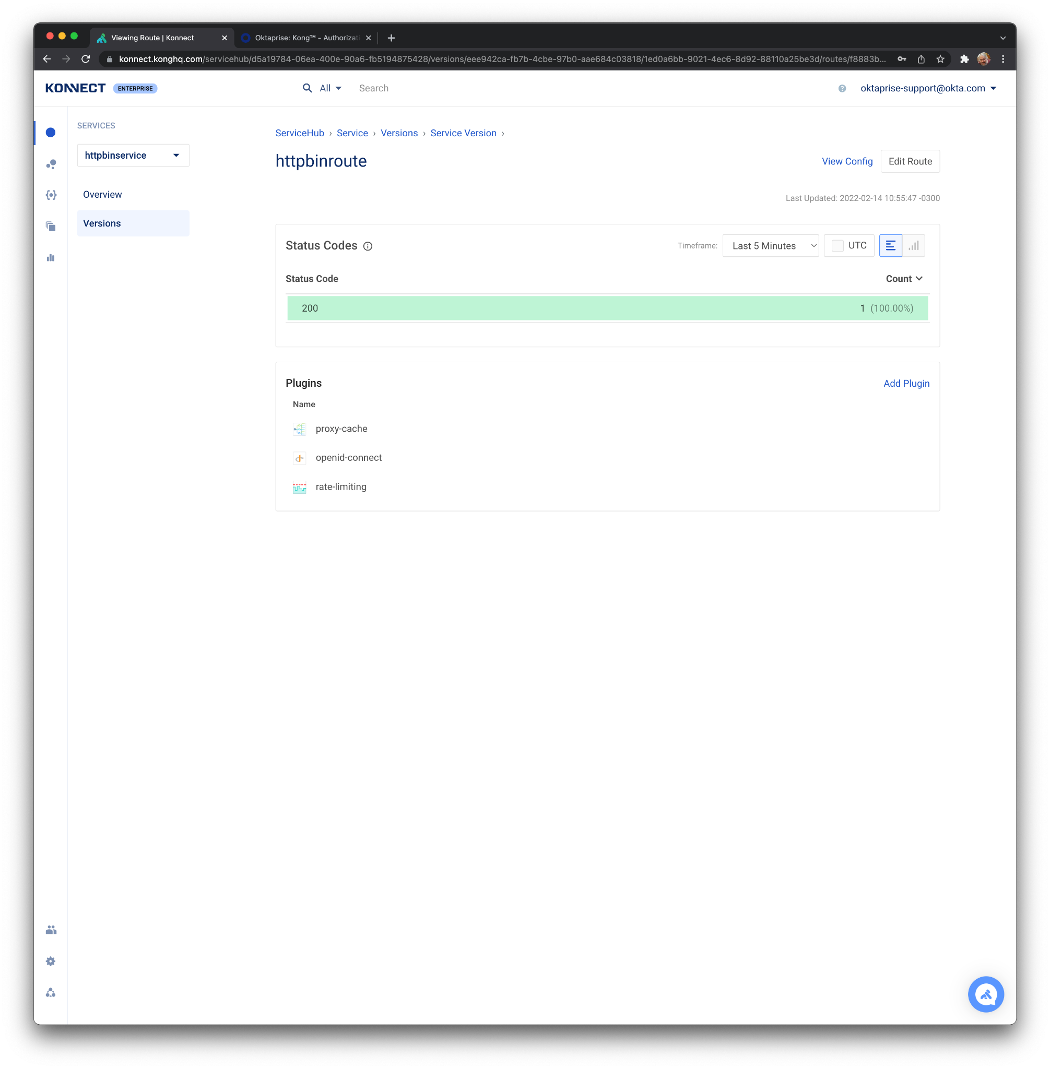 Viewing Route | Konnect
Oktaprise: Kong™ - Authorizati
connect.konghq.com/servicehub/d5a19784-06ea-400e-90a6-fb5194875428/versions/eee942ca-fb7b-4cbe-97b0-aae684c03818/1ed0a6bb-9021-4ec6-8d92-88110a25be3d/routes/f8883b...
KONNECT ENTERPRISE
All
Search
oktaprise-support@okta.com
SERVICES
httpbinservice
Overview
Versions
ServiceHub › Service › Versions › Service Version ›
httpbinroute
View Config
Edit Route
Last Updated: 2022-02-14 10:55:47 -0300
Status Codes
Timeframe:
Last 5 Minutes
UTC
Status Code
Count
200
1 (100.00%)
Plugins
Add Plugin
Name
proxy-cache
openid-connect
rate-limiting